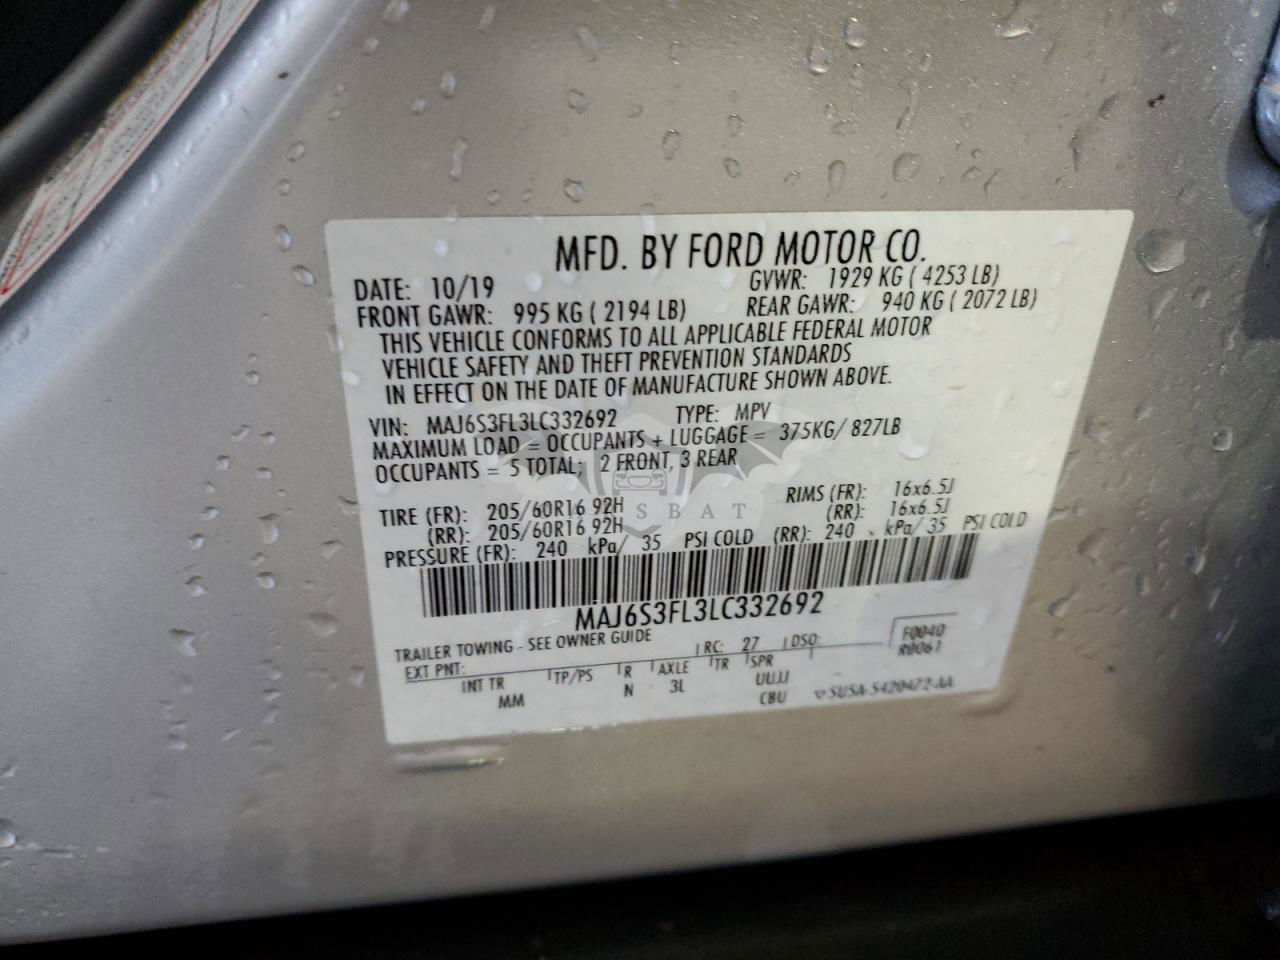 MFD. BY FORD MOTOR CO.
DATE: 10/19 GVWR: 1929 KG ( 4253 LB)
FRONT GAWR: 995 KG ( 2194 LB) REAR GAWR: 940 KG ( 2072 LB)
THIS VEHICLE CONFORMS TO ALL APPLICABLE FEDERAL MOTOR
VEHICLE SAFETY AND THEFT PREVENTION STANDARDS
IN EFFECT ON THE DATE OF MANUFACTURE SHOWN ABOVE.
VIN: MAJ6S3FL3LC332692 TYPE: MPV
MAXIMUM LOAD = OCCUPANTS + LUGGAGE = 375KG/ 827LB
OCCUPANTS = 5 TOTAL; 2 FRONT, 3 REAR
TIRE (FR): 205/60R16 92H RIMS (FR): 16x6.5J
(RR): 205/60R16 92H (RR): 16x6.5J
PRESSURE (FR): 240 kPa/ 35 PSI COLD (RR): 240 kPa/ 35 PSI COLD
SBAT
MAJ6S3FL3LC332692
TRAILER TOWING - SEE OWNER GUIDE
EXT PNT: RC: 27 DSO: F0040
R0061
INT TR TP/PS R AXLE TR SPR
MM N 3L UUJJ
CBU SU5A-S420472-AA